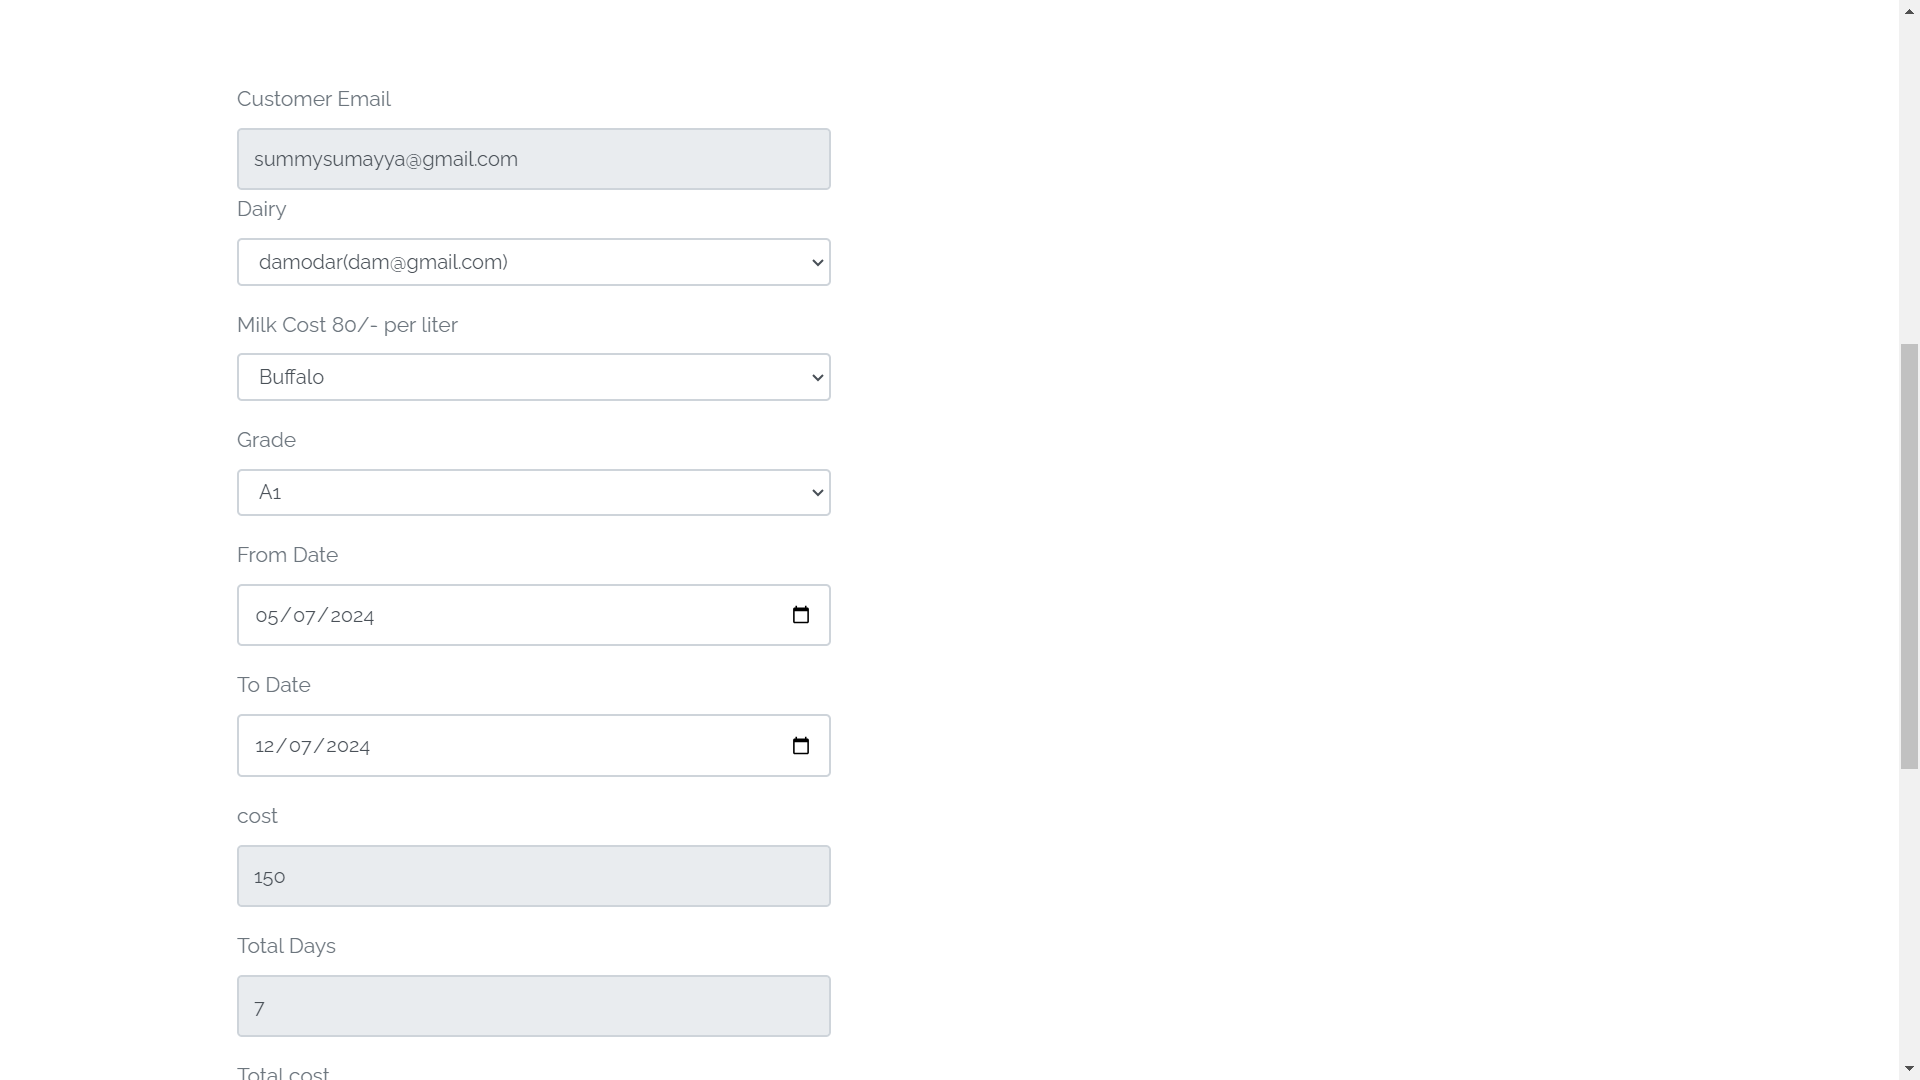 Customer Email
summysumayya@gmail.com
Dairy
damodar(dam@gmail.com)
Milk Cost 80/- per liter
Buffalo
Grade
A1
From Date
05/07/2024
To Date
12/07/2024
cost
150
Total Days
7
Total cost